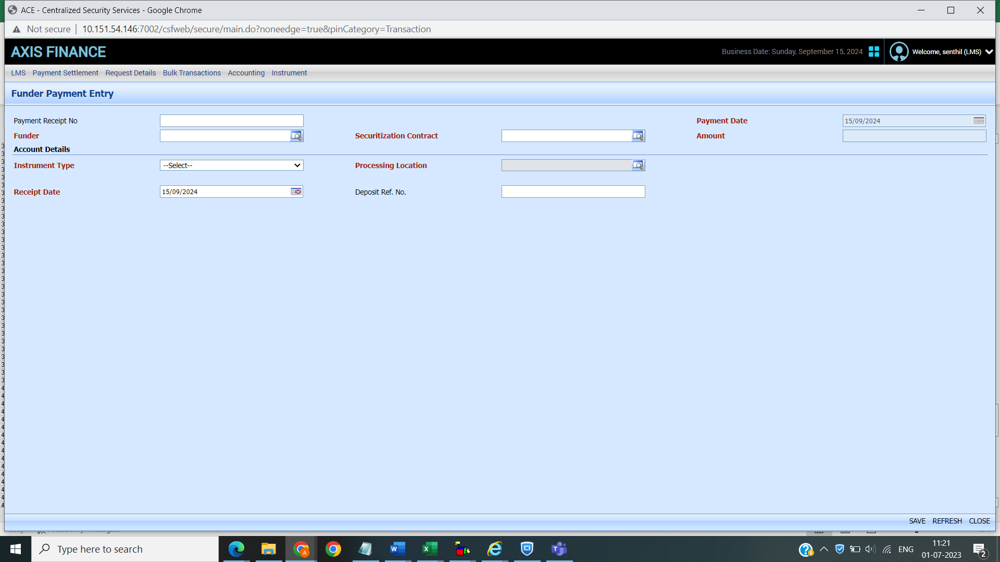 ACE - Centralized Security Services - Google Chrome
Not secure | 10.151.54.146:7002/csfweb/secure/main.do?noneedge=true&pinCategory=Transaction
AXIS FINANCE
Business Date: Sunday, September 15, 2024
Welcome, senthil (LMS)
LMS Payment Settlement Request Details Bulk Transactions Accounting Instrument
Funder Payment Entry
Payment Receipt No
Payment Date 15/09/2024
Funder Securitization Contract Amount
Account Details
Instrument Type --Select-- Processing Location
Receipt Date 15/09/2024 Deposit Ref. No.
SAVE REFRESH CLOSE
Type here to search
ENG
11:21
01-07-2023
2